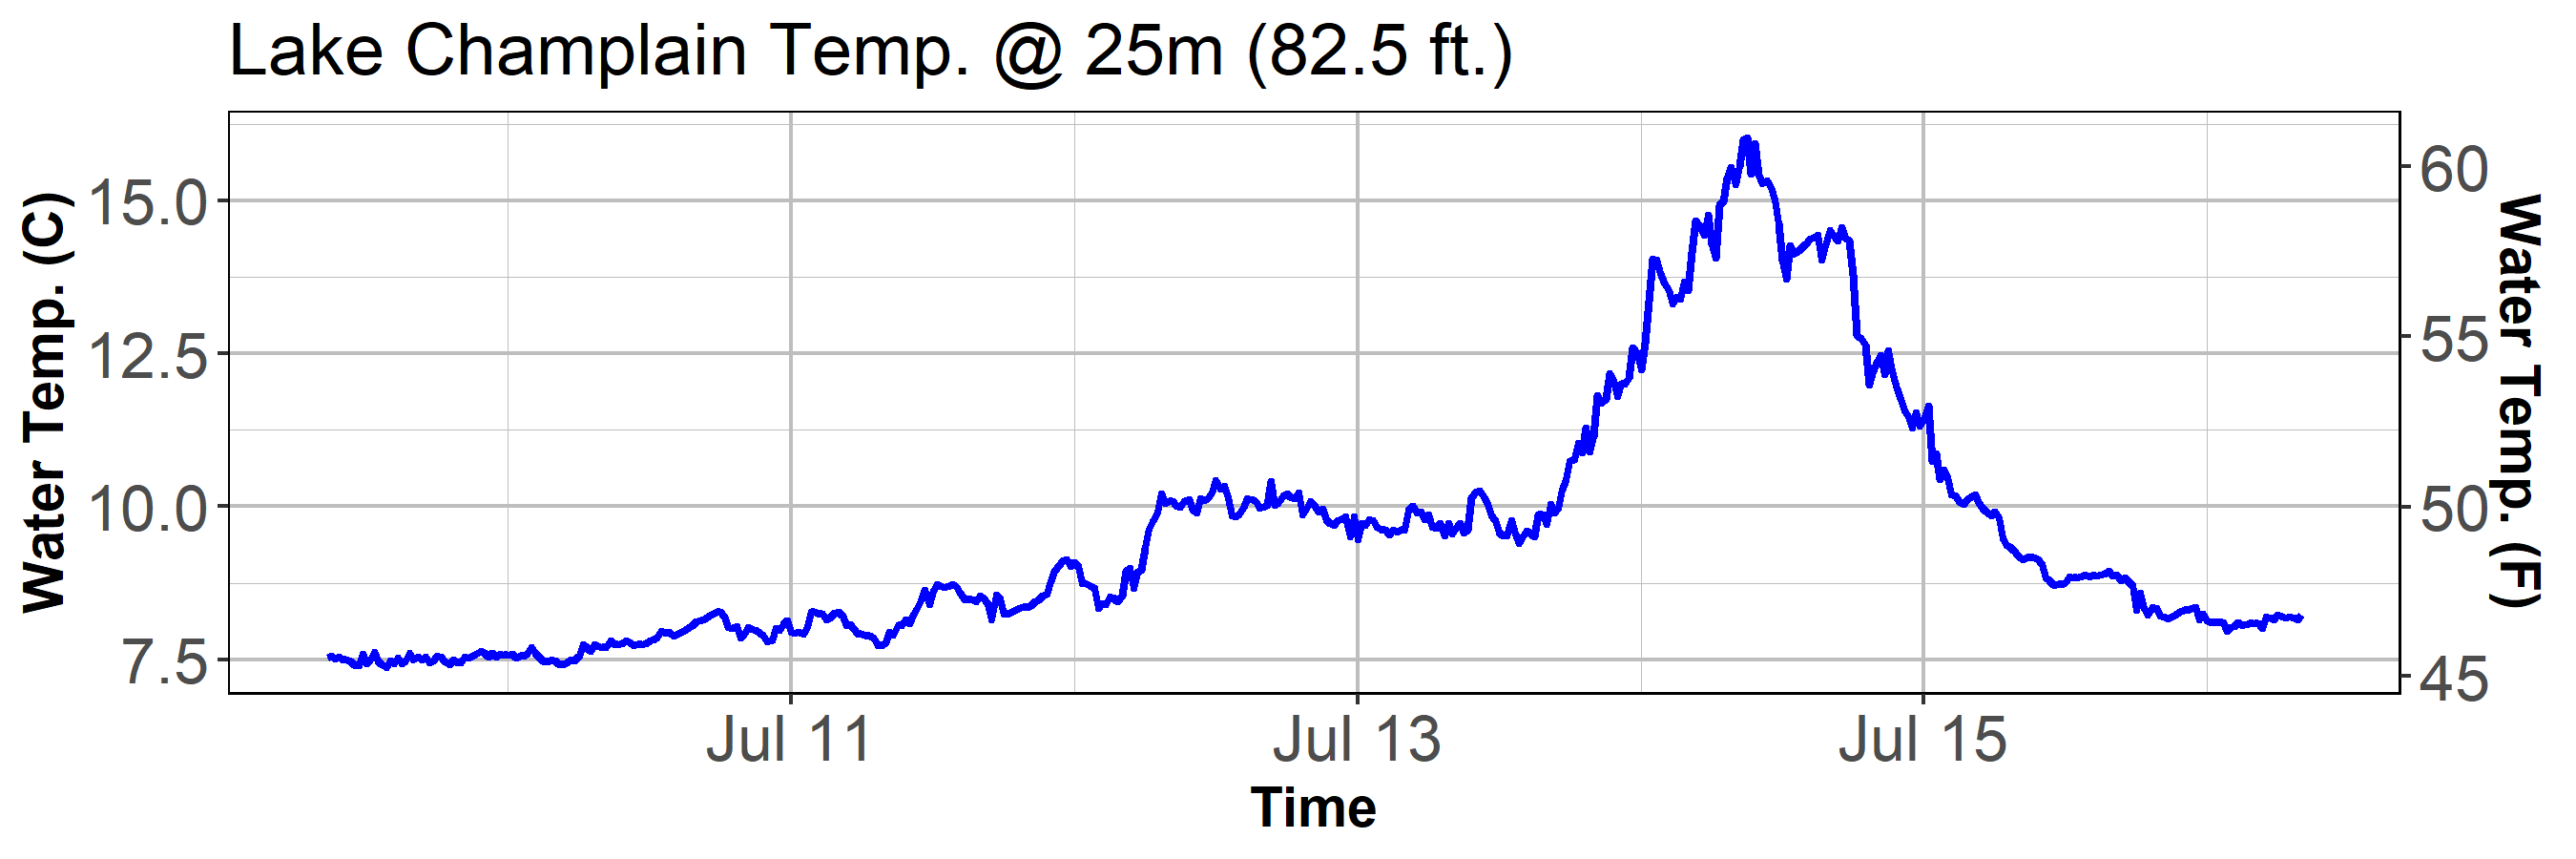 Lake Champlain Temp. @ 25m (82.5 ft.)
Water Temp. (C)
15.0
12.5
10.0
7.5
60
55
50
45
Water Temp. (F)
Jul 11
Jul 13
Jul 15
Time